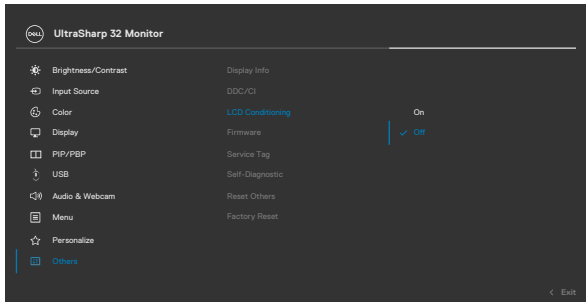 DELL UltraSharp 32 Monitor
Brightness/Contrast Display Info
Input Source DDC/CI
Color LCD Conditioning On
Display Firmware Off
PIP/PBP Service Tag
USB Self-Diagnostic
Audio & Webcam Reset Others
Menu Factory Reset
Personalize
Others
Exit